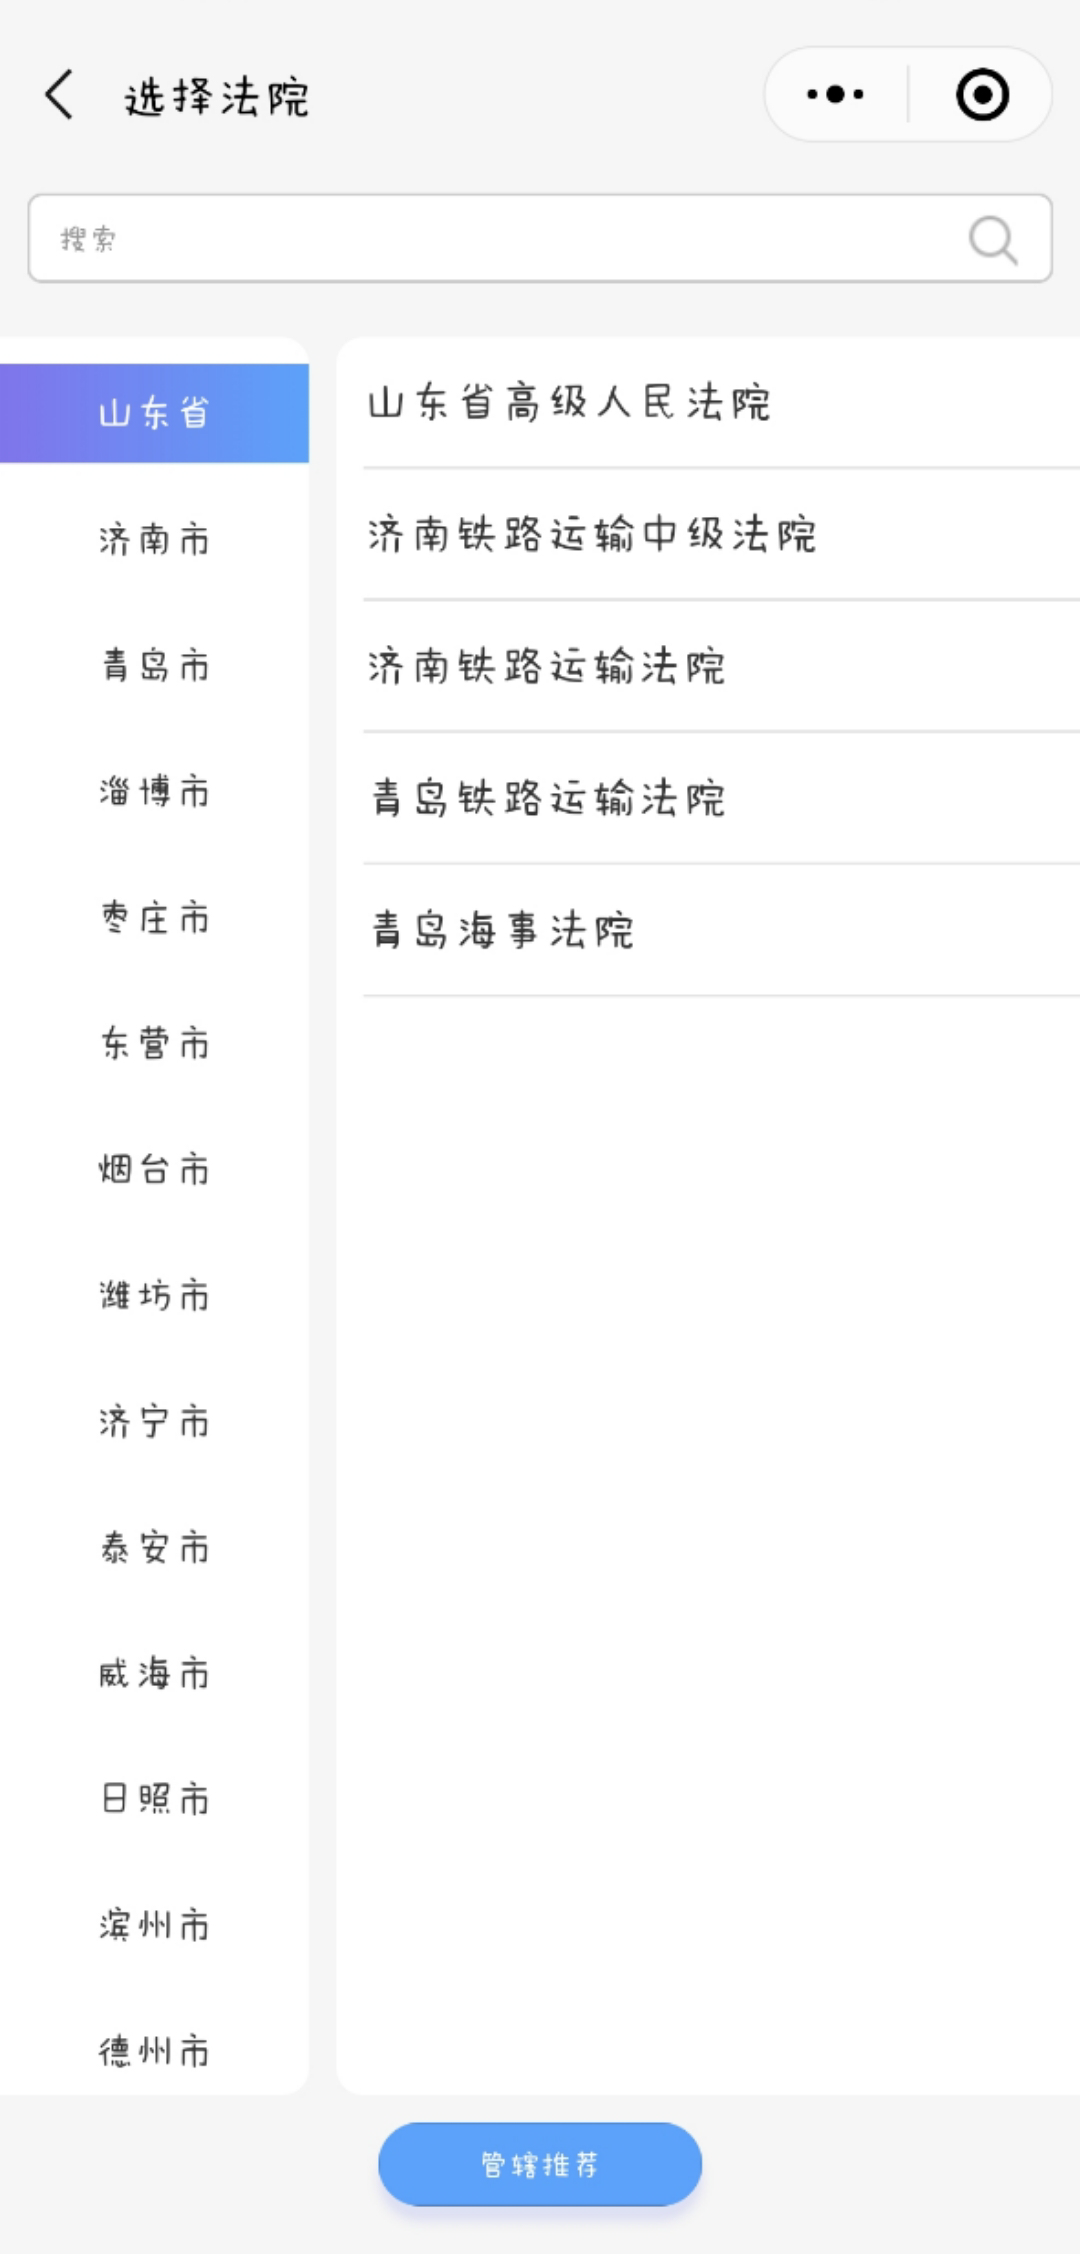 选择法院
搜索
山东省
济南市
青岛市
淄博市
枣庄市
东营市
烟台市
潍坊市
济宁市
泰安市
威海市
日照市
滨州市
德州市
山东省高级人民法院
济南铁路运输中级法院
济南铁路运输法院
青岛铁路运输法院
青岛海事法院
管辖推荐